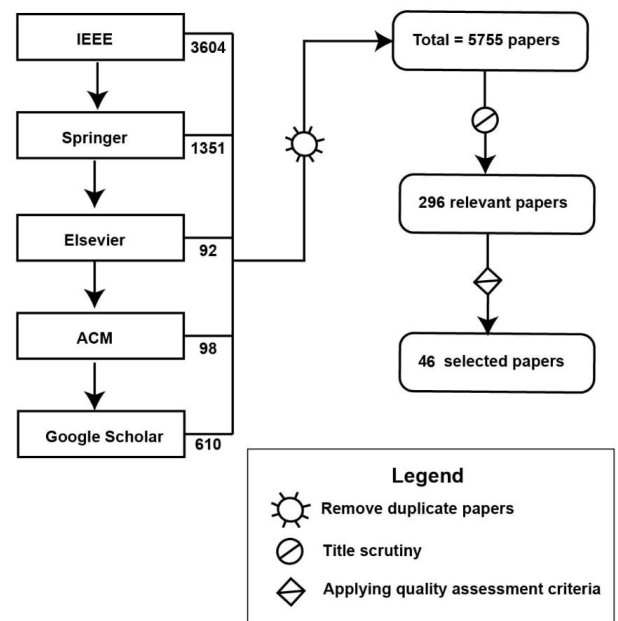 IEEE
3604
Springer
1351
Elsevier
92
ACM
98
Google Scholar
610
Total = 5755 papers
296 relevant papers
46 selected papers
Legend
Remove duplicate papers
Title scrutiny
Applying quality assessment criteria